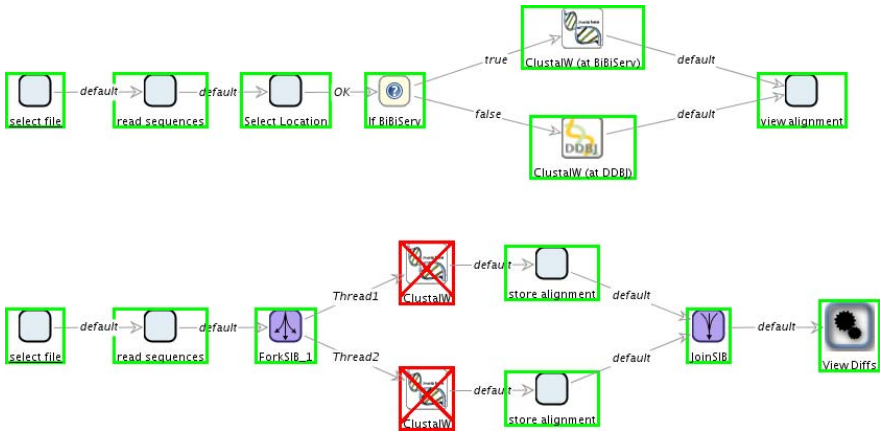 ClustalW (at BiBiServ)
true
default
select file
default
read sequences
default
Select Location
OK
If BiBiServ
view alignment
false
default
DDBJ
ClustalW (at DDBJ)
ClustalW
default
store alignment
Thread1
default
select file
default
read sequences
default
ForkSIB_1
JoinSIB
default
View Diffs
Thread2
default
ClustalW
default
store alignment